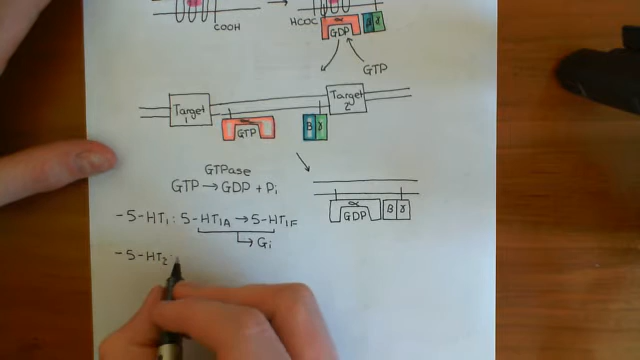 COOH
HCOC
α
GDP
β γ
GTP
Target 1
Target 2
GTP
β γ
GTPase
GTP → GDP + Pi
α
GDP
β γ
-5-HT₁: 5-HT₁A → 5-HT₁F
→ Gi
-5-HT₂: